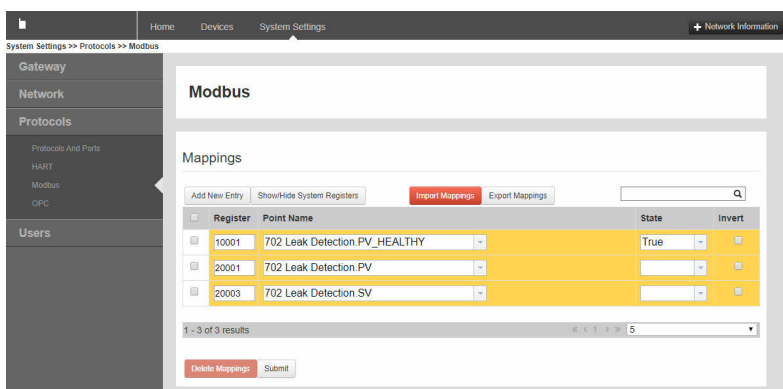 Home Devices System Settings + Network Information
System Settings >> Protocols >> Modbus
Gateway
Network
Protocols
Protocols And Ports
HART
Modbus
OPC
Users
Modbus
Mappings
Add New Entry Show/Hide System Registers Import Mappings Export Mappings
Register Point Name State Invert
10001 702 Leak Detection.PV_HEALTHY True
20001 702 Leak Detection.PV
20003 702 Leak Detection.SV
1 - 3 of 3 results « ‹ 1 › » 5
Delete Mappings Submit